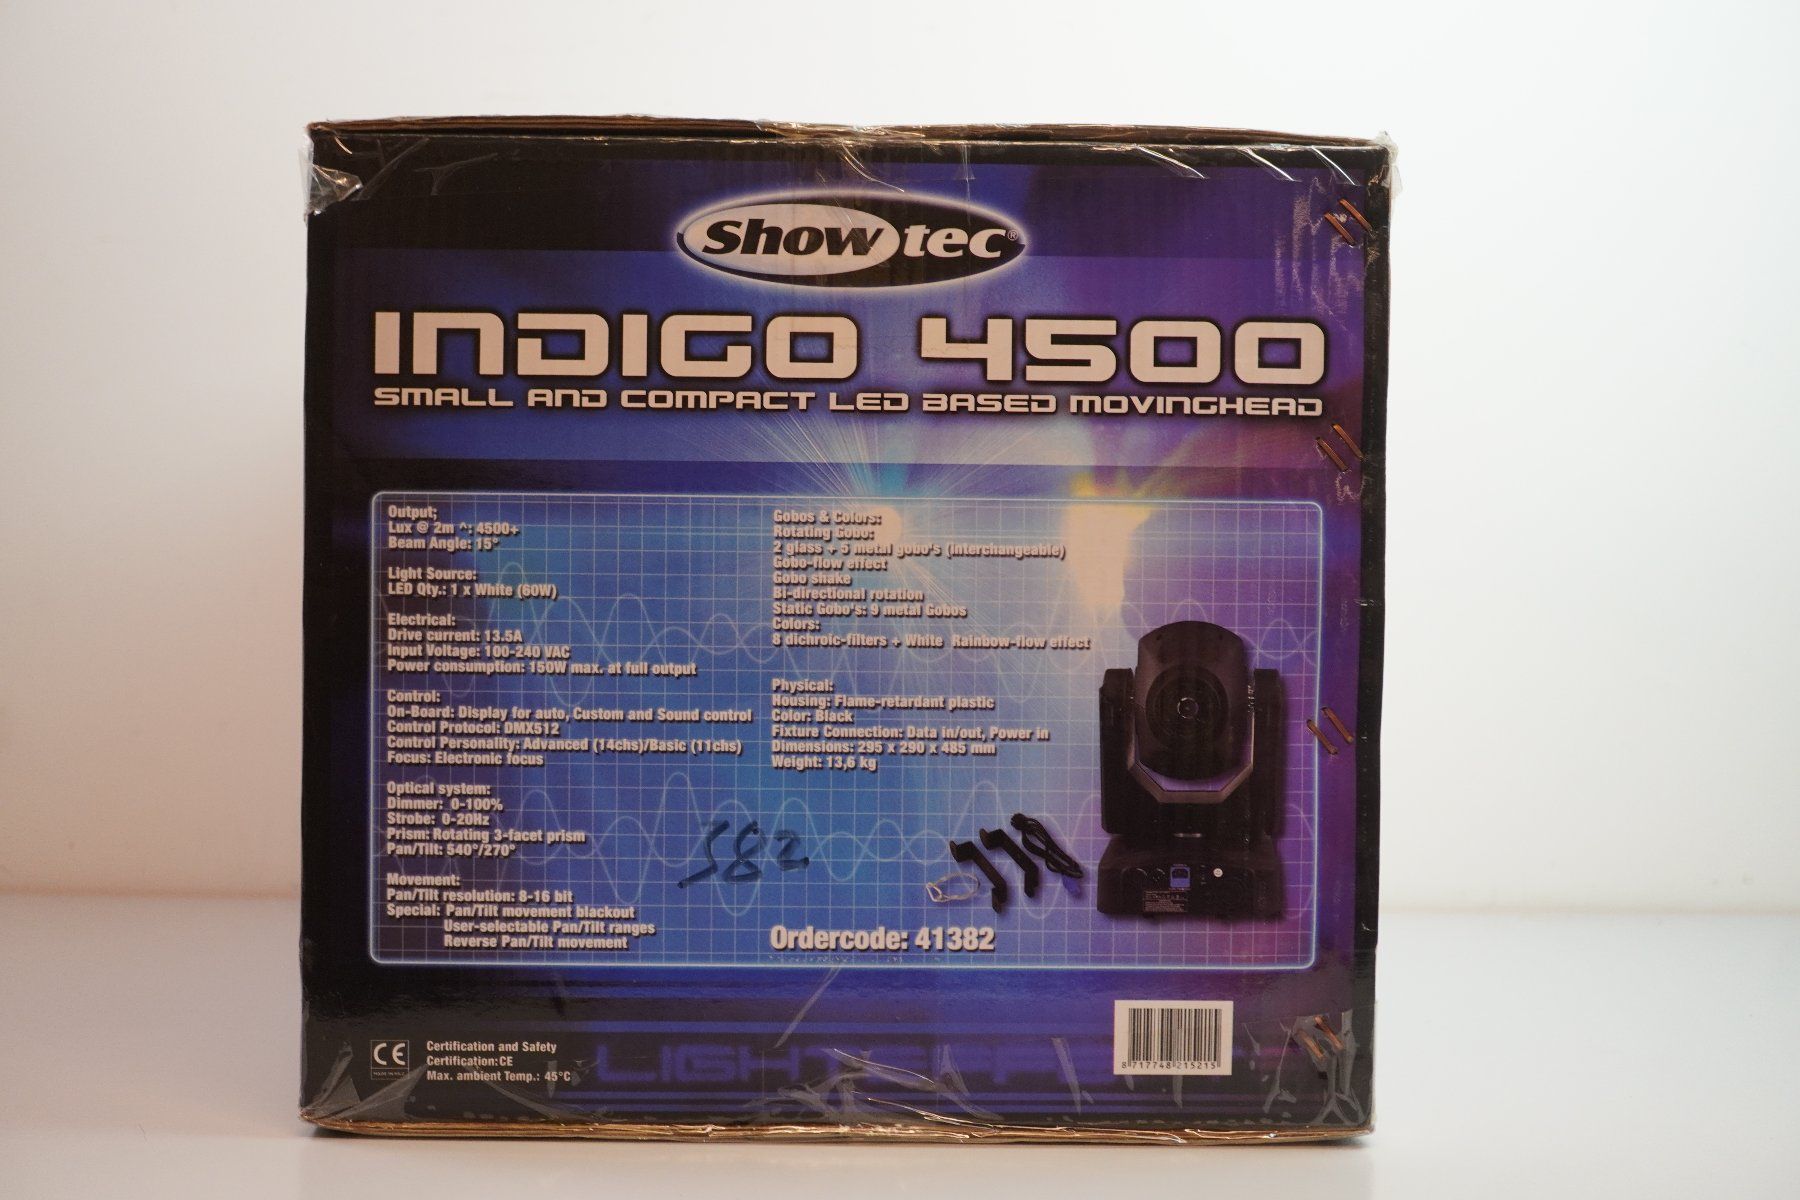 Showtec®
INDIGO 4500
SMALL AND COMPACT LED BASED MOVINGHEAD
Output;
Lux @ 2m ^: 4500+
Beam Angle: 15°
Light Source:
LED Qty.: 1 x White (60W)
Electrical:
Drive current: 13.5A
Input Voltage: 100-240 VAC
Power consumption: 150W max. at full output
Control:
On-Board: Display for auto, Custom and Sound control
Control Protocol: DMX512
Control Personality: Advanced (14chs)/Basic (11chs)
Focus: Electronic focus
Optical system:
Dimmer: 0-100%
Strobe: 0-20Hz
Prism: Rotating 3-facet prism
Pan/Tilt: 540°/270°
Movement:
Pan/Tilt resolution: 8-16 bit
Special: Pan/Tilt movement blackout
User-selectable Pan/Tilt ranges
Reverse Pan/Tilt movement
Gobos & Colors:
Rotating Gobo:
2 glass + 5 metal gobo's (interchangeable)
Gobo-flow effect
Gobo shake
Bi-directional rotation
Static Gobo's: 9 metal Gobos
Colors:
8 dichroic-filters + White Rainbow-flow effect
Physical:
Housing: Flame-retardant plastic
Color: Black
Fixture Connection: Data in/out, Power in
Dimensions: 295 x 290 x 485 mm
Weight: 13,6 kg
582
Ordercode: 41382
CE
Certification and Safety
Certification:CE
Max. ambient Temp.: 45°C
8 717748 215215